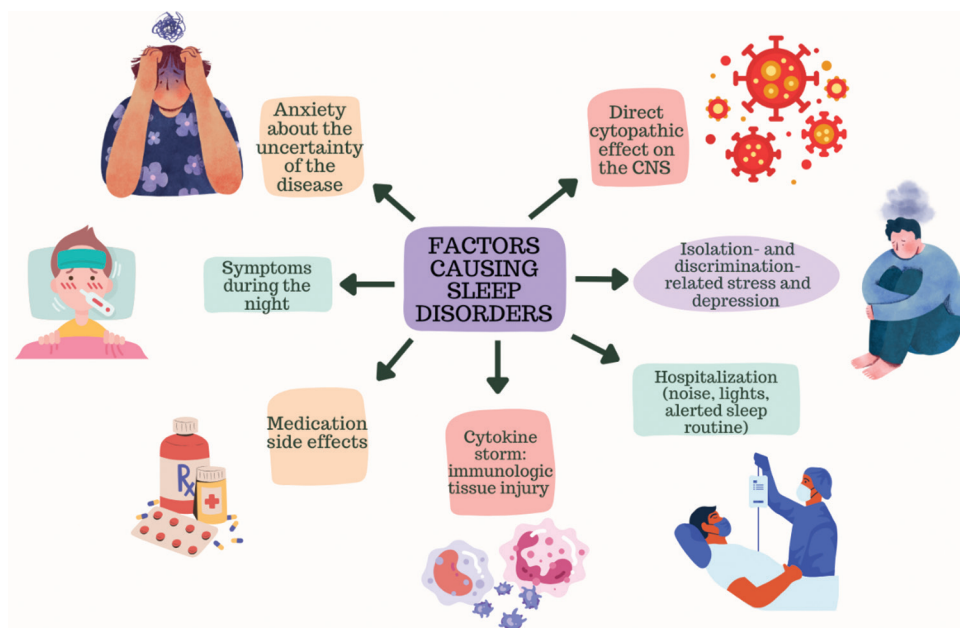 Anxiety
about the
uncertainty
of the
disease
Direct
cytopathic
effect on
the CNS
FACTORS
CAUSING
SLEEP
DISORDERS
Symptoms
during the
night
Isolation- and
discrimination-
related stress and
depression
Medication
side effects
Cytokine
storm:
immunologic
tissue injury
Hospitalization
(noise, lights,
alerted sleep
routine)
Rx